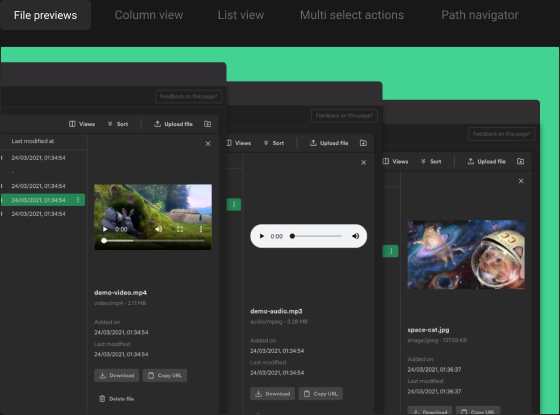 File previews
Column view
List view
Multi select actions
Path navigator
Feedback on this page?
Views
Sort
Upload file
Last modified at
24/03/2021, 01:34:54
-
24/03/2021, 01:34:54
24/03/2021, 01:34:54
24/03/2021, 01:34:54
0:00
demo-video.mp4
video/mp4 - 2.11 MB
Added on
24/03/2021, 01:34:54
Last modified
24/03/2021, 01:34:54
Download
Copy URL
Delete file
Feedback on this page?
Views
Sort
Upload file
0:00
demo-audio.mp3
audio/mpeg - 3.28 MB
Added on
24/03/2021, 01:34:54
Last modified
24/03/2021, 01:34:54
Download
Copy URL
Feedback on this page?
Views
Sort
Upload file
space-cat.jpg
image/jpeg - 137.59 KB
Added on
24/03/2021, 01:36:37
Last modified
24/03/2021, 01:36:37
Download
Copy URL